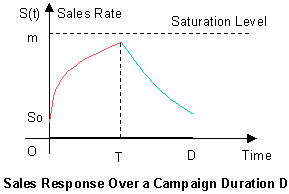 S(t) Sales Rate
Saturation Level
m
So
O
T
D
Time
Sales Response Over a Campaign Duration D